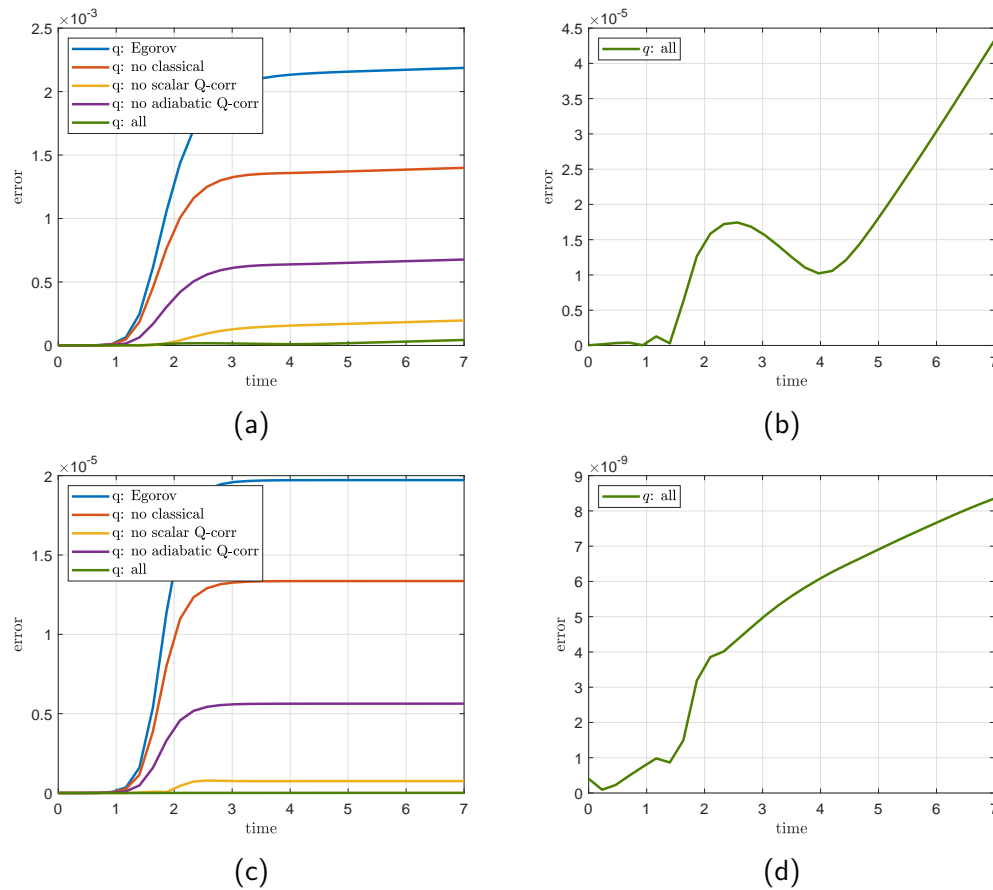 ×10-3
2.5
2
1.5
1
0.5
0
error
q: Egorov
q: no classical
q: no scalar Q-corr
q: no adiabatic Q-corr
q: all
0 1 2 3 4 5 6 7
time
(a)
×10-5
4.5
4
3.5
3
2.5
2
1.5
1
0.5
0
error
q: all
0 1 2 3 4 5 6 7
time
(b)
×10-5
2
1.5
1
0.5
0
error
q: Egorov
q: no classical
q: no scalar Q-corr
q: no adiabatic Q-corr
q: all
0 1 2 3 4 5 6 7
time
(c)
×10-9
9
8
7
6
5
4
3
2
1
0
error
q: all
0 1 2 3 4 5 6 7
time
(d)